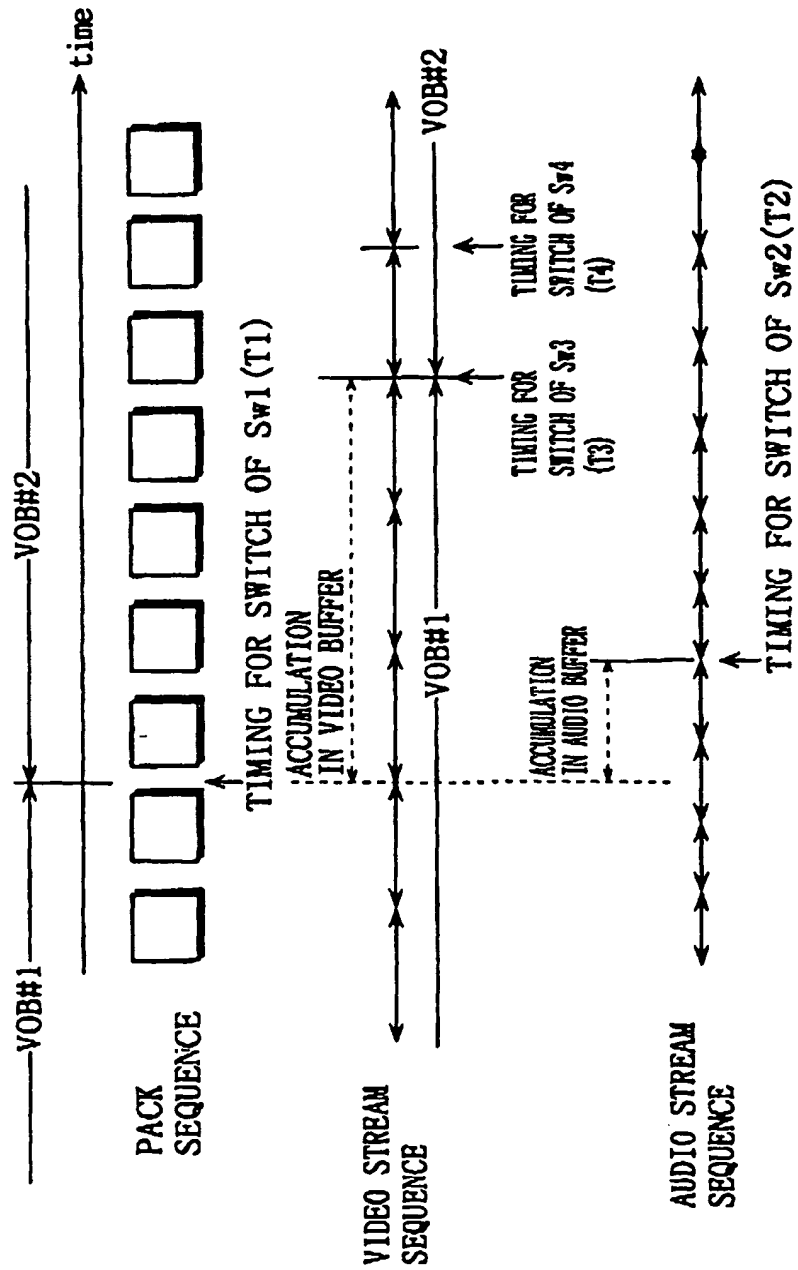 VOB#1
VOB#2
time
PACK
SEQUENCE
TIMING FOR SWITCH OF Sw1(T1)
ACCUMULATION
IN VIDEO BUFFER
VIDEO STREAM
SEQUENCE
VOB#1
VOB#2
TIMING FOR
SWITCH OF Sw3
(T3)
TIMING FOR
SWITCH OF Sw4
(T4)
ACCUMULATION
IN AUDIO BUFFER
AUDIO STREAM
SEQUENCE
TIMING FOR SWITCH OF Sw2(T2)